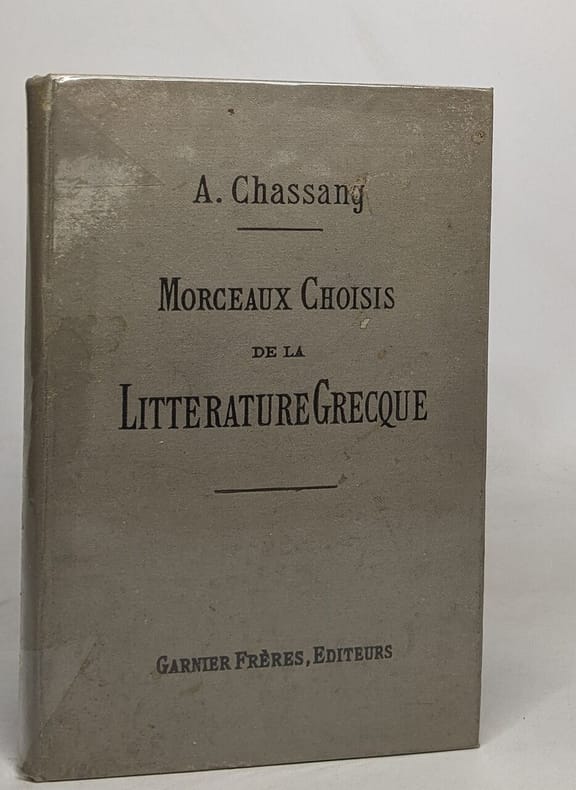 A. Chassang
MORCEAUX CHOISIS
DE LA
LITTERATURE GRECQUE
GARNIER FRÈRES, EDITEURS